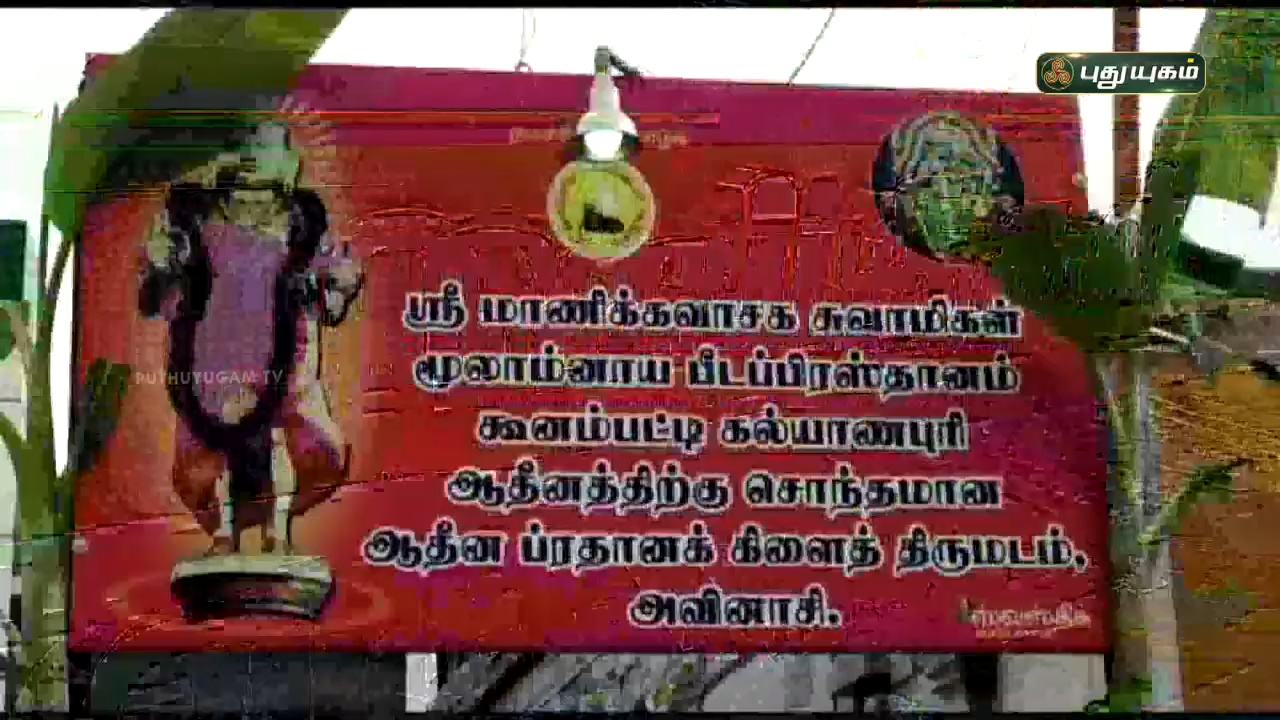 புதுயுகம்
ஸ்ரீ மாணிக்கவாசக சுவாமிகள்
மூலாம்னாய பீடப்பிரஸ்தானம்
PUTHUYUGAM TV
கூனம்பட்டி கல்யாணபுரி
ஆதீனத்திற்கு சொந்தமான
ஆதீன ப்ரதானக் கிளைத் திருமடம்,
அவினாசி.